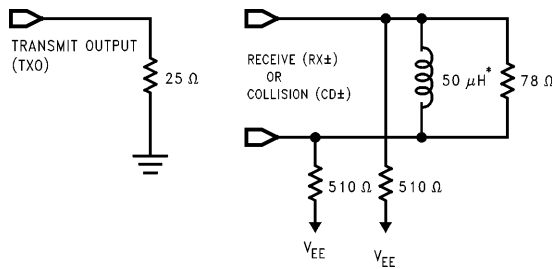 TRANSMIT OUTPUT
(TXO)
25 Ω
RECEIVE (RX±)
OR
COLLISION (CD±)
50 μH*
78 Ω
510 Ω
510 Ω
VEE
VEE